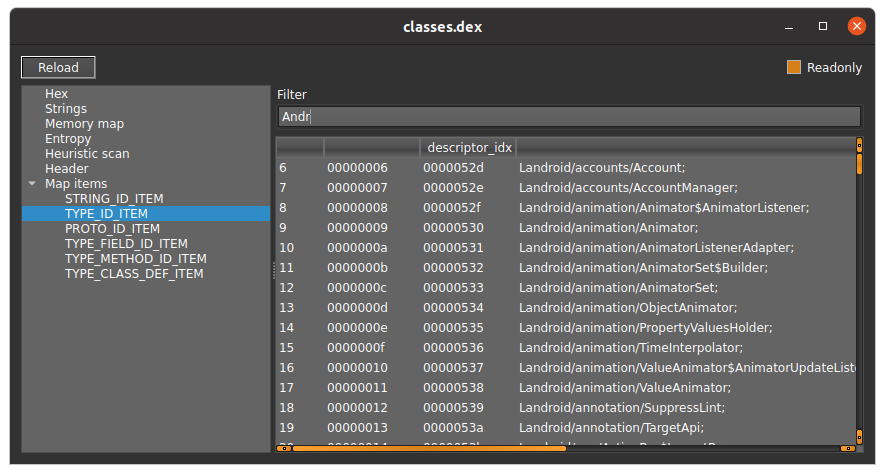 classes.dex
Reload
Readonly
Hex
Strings
Memory map
Entropy
Heuristic scan
Header
Map items
STRING_ID_ITEM
TYPE_ID_ITEM
PROTO_ID_ITEM
TYPE_FIELD_ID_ITEM
TYPE_METHOD_ID_ITEM
TYPE_CLASS_DEF_ITEM
Filter
Andr
descriptor_idx
6 00000006 0000052d Landroid/accounts/Account;
7 00000007 0000052e Landroid/accounts/AccountManager;
8 00000008 0000052f Landroid/animation/Animator$AnimatorListener;
9 00000009 00000530 Landroid/animation/Animator;
10 0000000a 00000531 Landroid/animation/AnimatorListenerAdapter;
11 0000000b 00000532 Landroid/animation/AnimatorSet$Builder;
12 0000000c 00000533 Landroid/animation/AnimatorSet;
13 0000000d 00000534 Landroid/animation/ObjectAnimator;
14 0000000e 00000535 Landroid/animation/PropertyValuesHolder;
15 0000000f 00000536 Landroid/animation/TimeInterpolator;
16 00000010 00000537 Landroid/animation/ValueAnimator$AnimatorUpdateListe
17 00000011 00000538 Landroid/animation/ValueAnimator;
18 00000012 00000539 Landroid/annotation/SuppressLint;
19 00000013 0000053a Landroid/annotation/TargetApi;